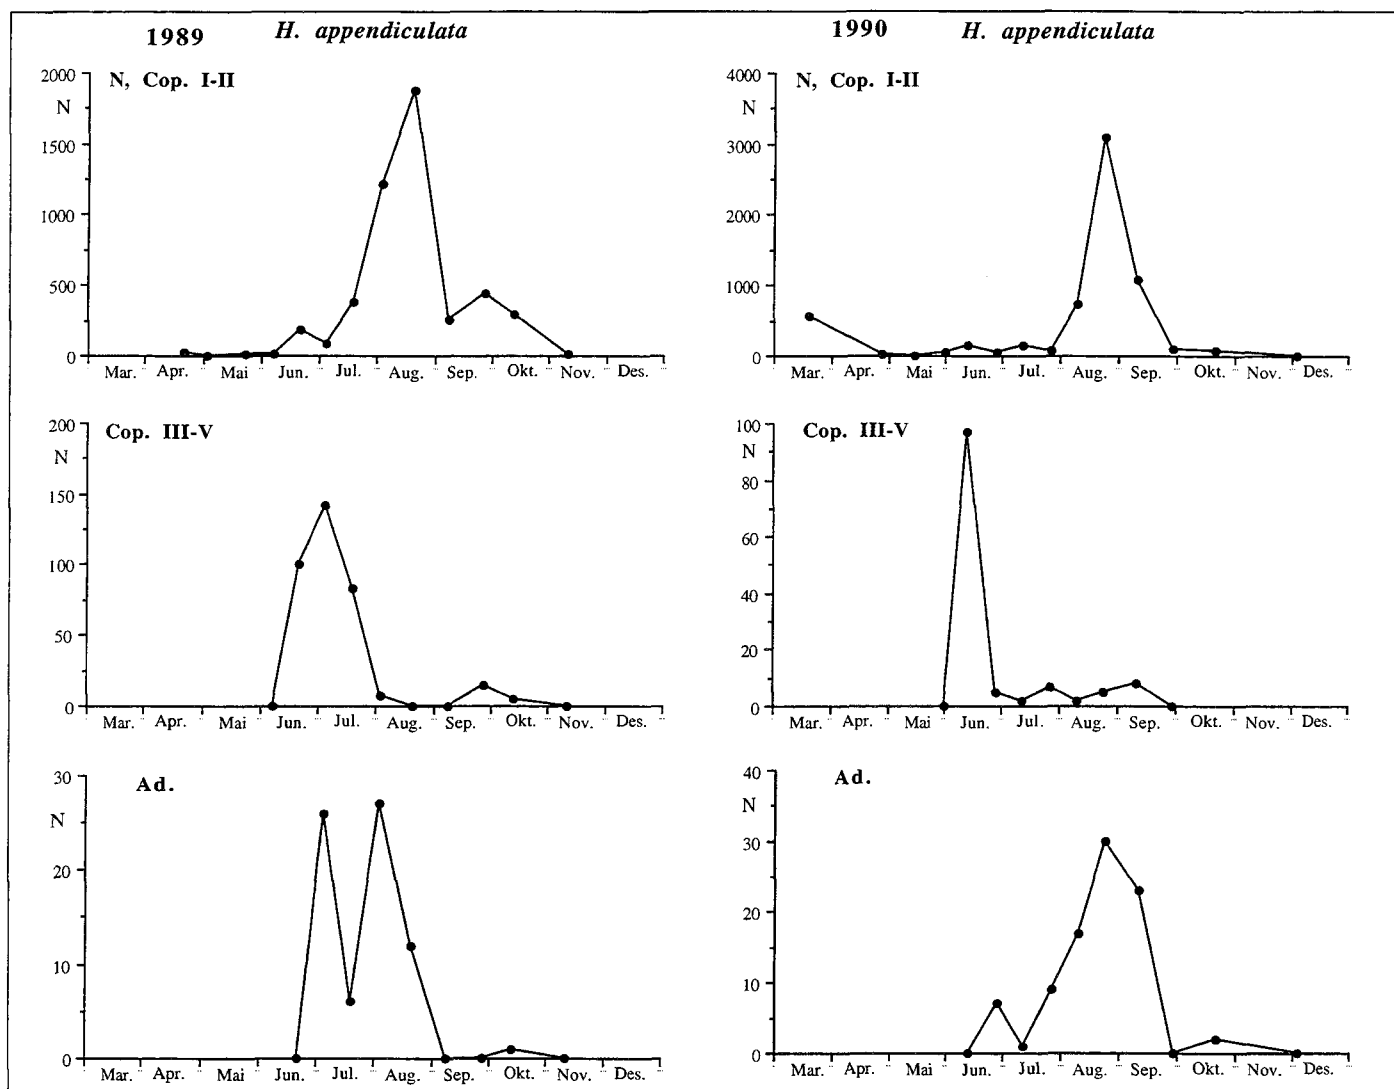 1989 H. appendiculata
N, Cop. I-II
2000
N
1500
1000
500
0
Mar. Apr. Mai Jun. Jul. Aug. Sep. Okt. Nov. Des.
Cop. III-V
200
N
150
100
50
0
Mar. Apr. Mai Jun. Jul. Aug. Sep. Okt. Nov. Des.
Ad.
30
N
20
10
0
Mar. Apr. Mai Jun. Jul. Aug. Sep. Okt. Nov. Des.
1990 H. appendiculata
N, Cop. I-II
4000
N
3000
2000
1000
0
Mar. Apr. Mai Jun. Jul. Aug. Sep. Okt. Nov. Des.
Cop. III-V
100
N
80
60
40
20
0
Mar. Apr. Mai Jun. Jul. Aug. Sep. Okt. Nov. Des.
Ad.
40
N
30
20
10
0
Mar. Apr. Mai Jun. Jul. Aug. Sep. Okt. Nov. Des.